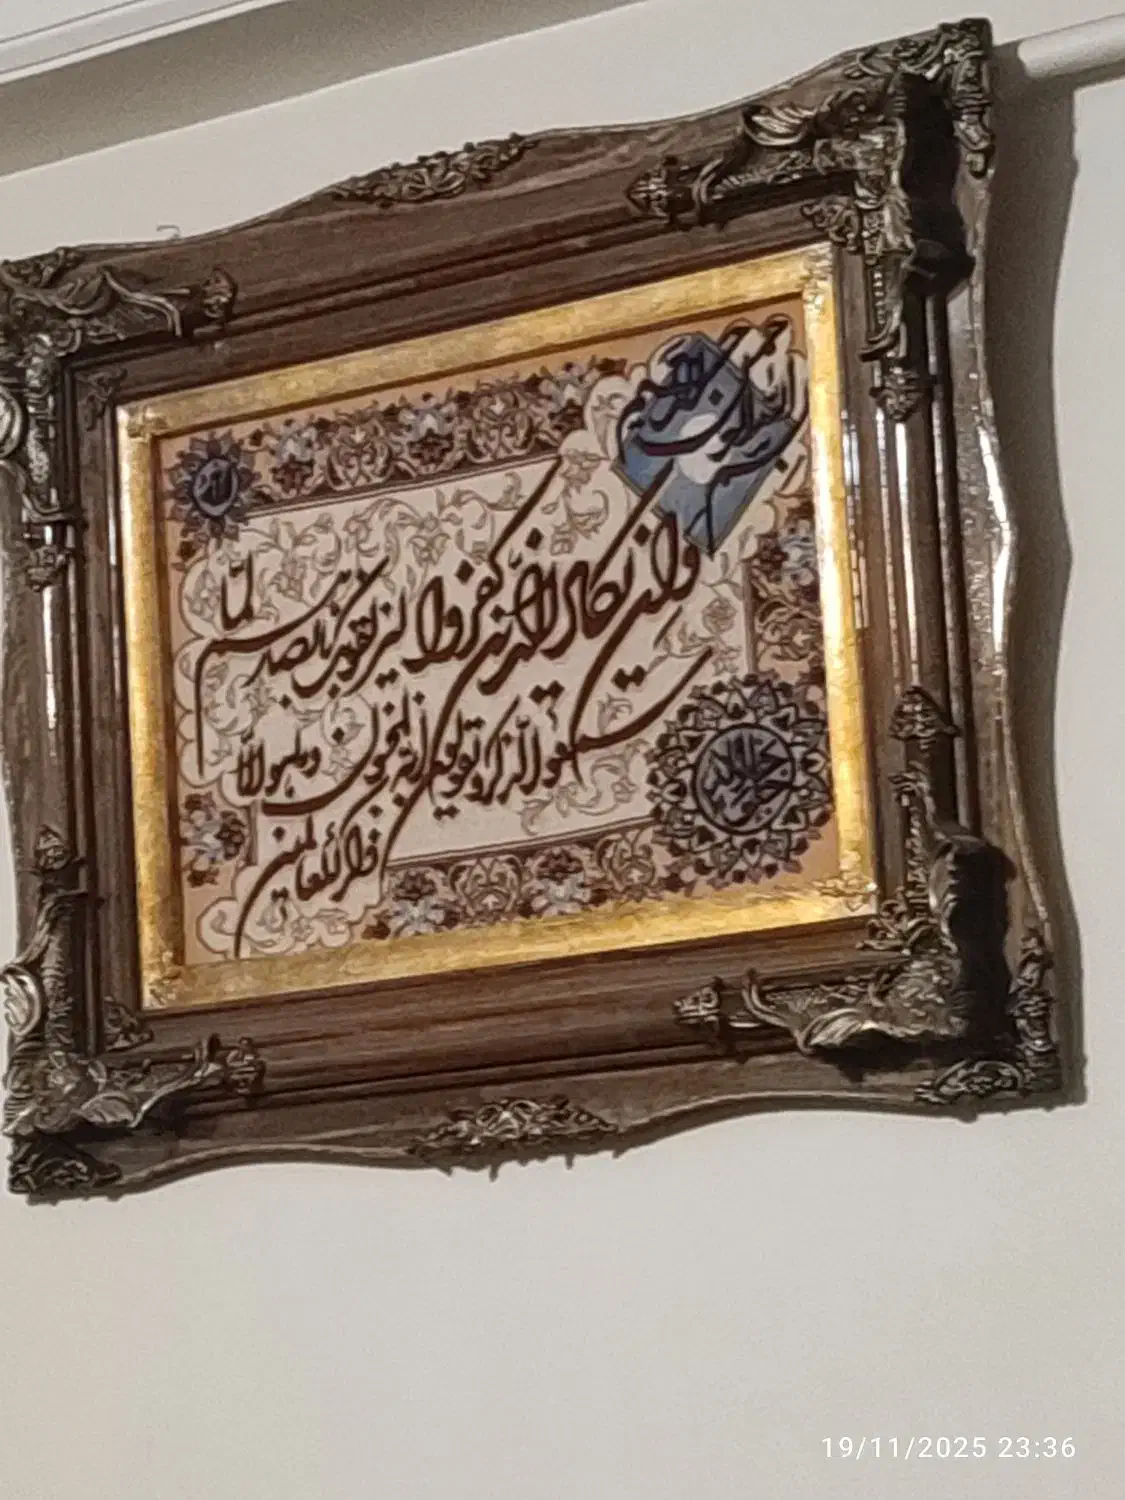 بسم الله الرحمن الرحیم
وان یکاد الذین کفروا لیزلقونک بابصارهم لما
سمعوا الذکر و یقولون انه لمجنون و ما هو الا
ذکر للعالمین
19/11/2025 23:36